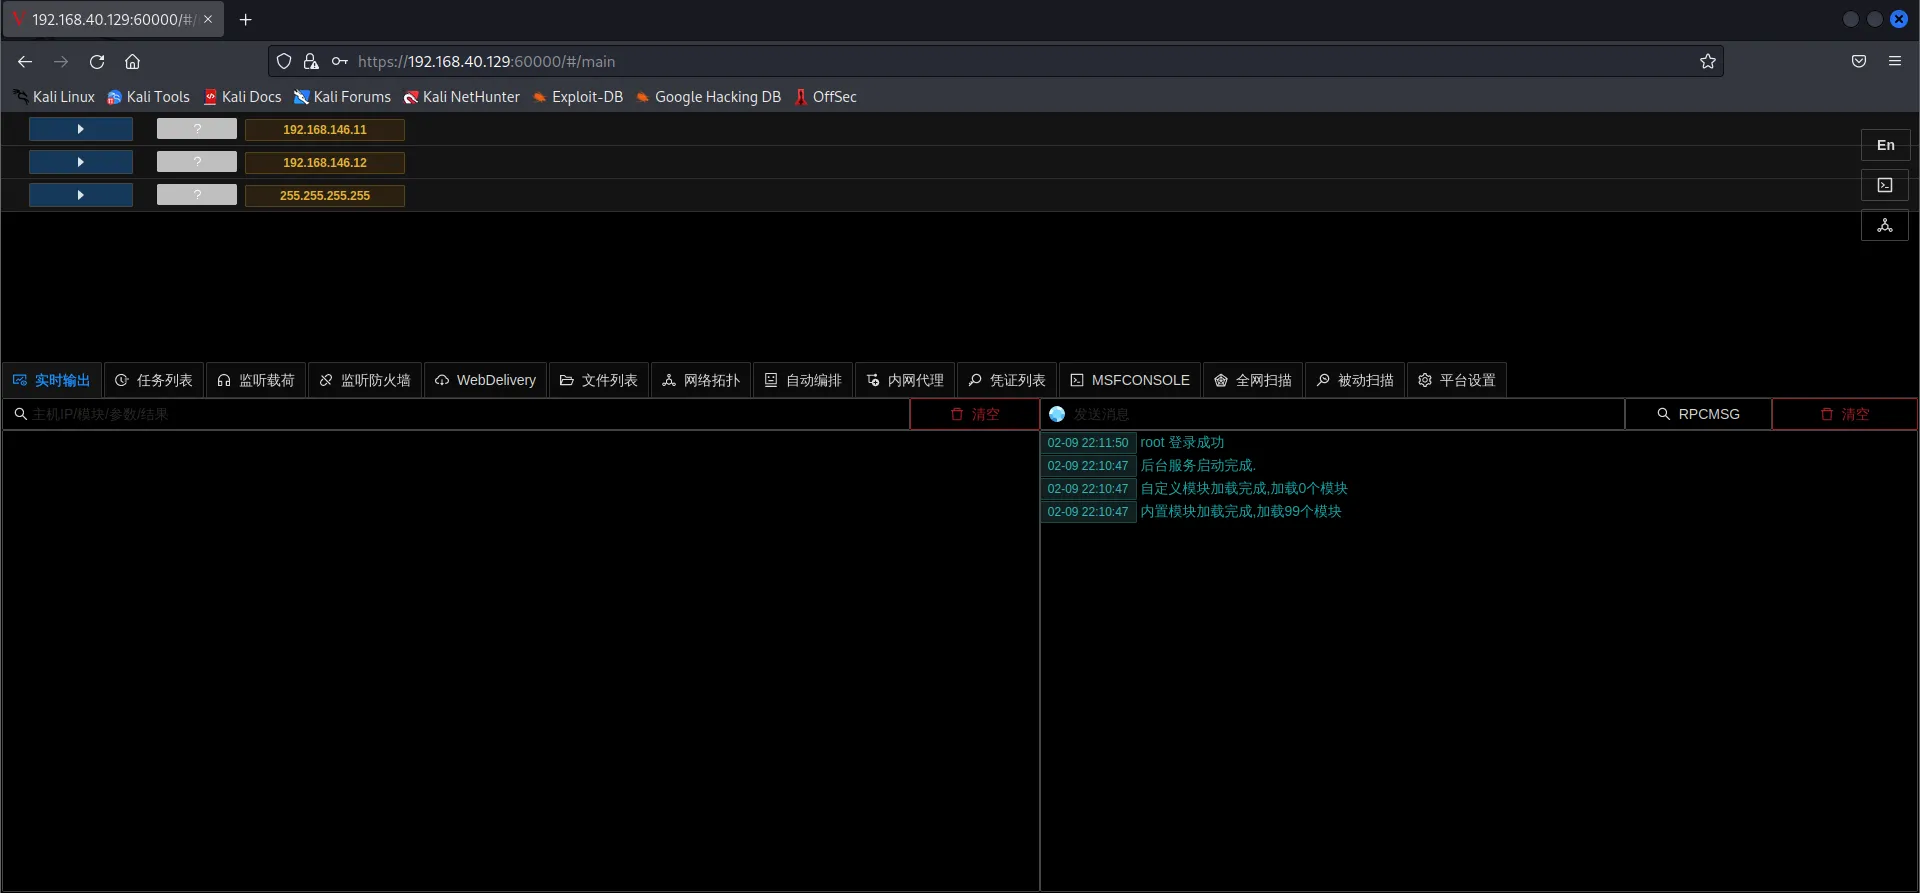 192.168.40.129:60000/#/
https://192.168.40.129:60000/#/main
Kali Linux Kali Tools Kali Docs Kali Forums Kali NetHunter Exploit-DB Google Hacking DB OffSec
? 192.168.146.11
En
? 192.168.146.12
? 255.255.255.255
实时输出 任务列表 监听载荷 监听防火墙 WebDelivery 文件列表 网络拓扑 自动编排 内网代理 凭证列表 MSFCONSOLE 全网扫描 被动扫描 平台设置
主机IP/模块/参数/结果 清空 发送消息 RPCMSG 清空
02-09 22:11:50 root 登录成功
02-09 22:10:47 后台服务启动完成.
02-09 22:10:47 自定义模块加载完成,加载0个模块
02-09 22:10:47 内置模块加载完成,加载99个模块